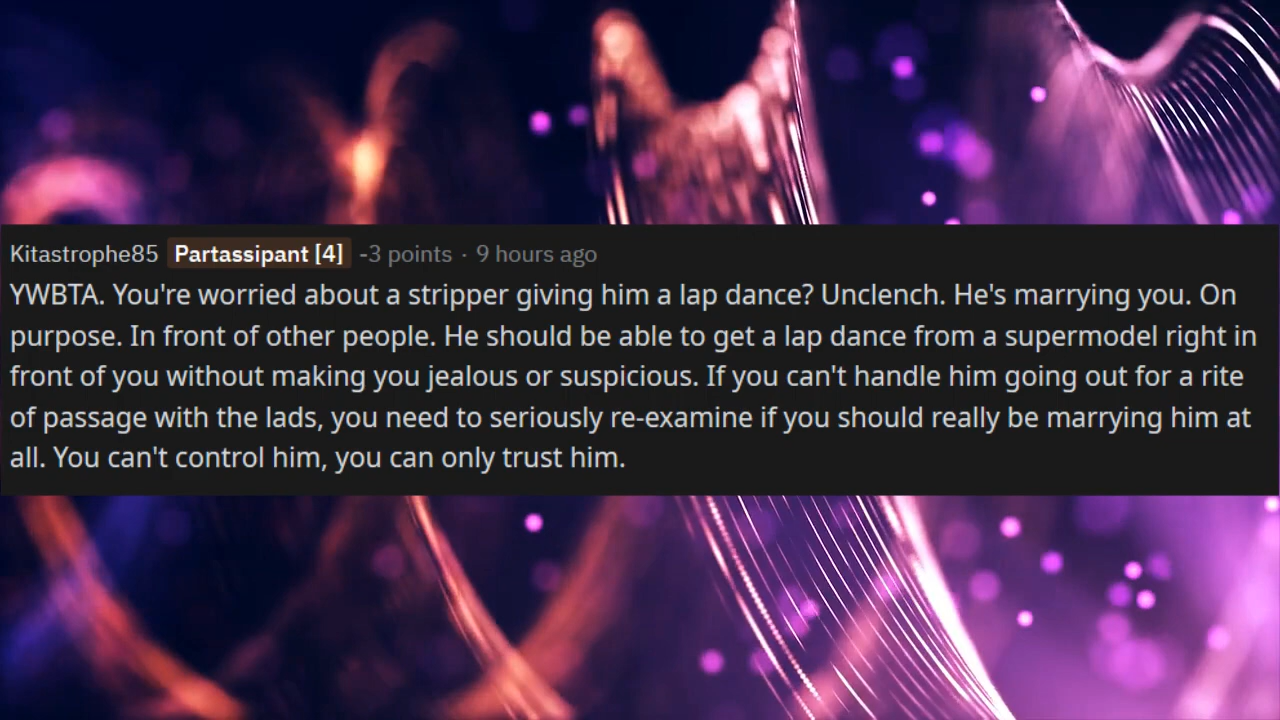 Kitastrophe85 Partassipant [4] -3 points · 9 hours ago
YWBTA. You're worried about a stripper giving him a lap dance? Unclench. He's marrying you. On
purpose. In front of other people. He should be able to get a lap dance from a supermodel right in
front of you without making you jealous or suspicious. If you can't handle him going out for a rite
of passage with the lads, you need to seriously re-examine if you should really be marrying him at
all. You can't control him, you can only trust him.